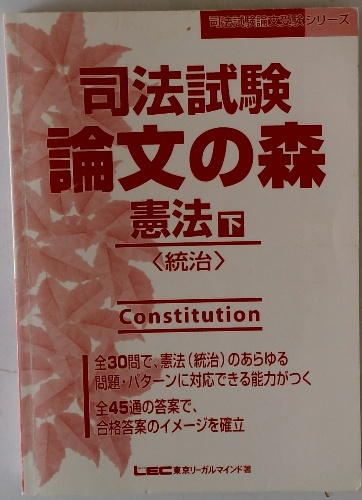 司法試験論文受験シリーズ
司法試験
論文の森
憲法 下
〈統治〉
Constitution
全30問で、憲法(統治)のあらゆる
問題・パターンに対応できる能力がつく
全45通の答案で、
合格答案のイメージを確立
LEC東京リーガルマインド著